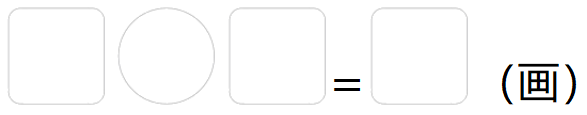 = (画)